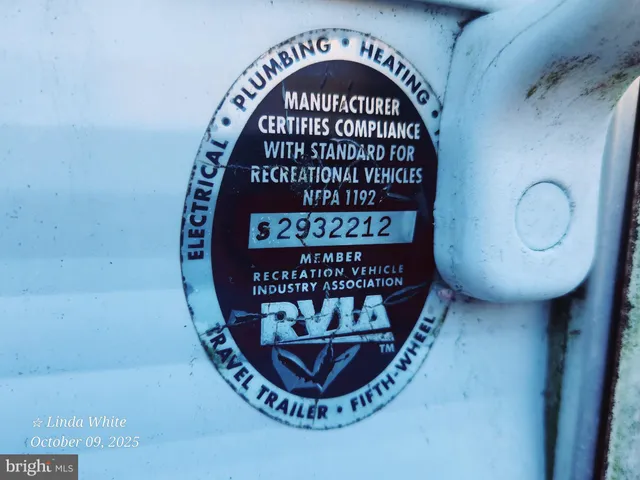 ELECTRICAL • PLUMBING • HEATING •
MANUFACTURER
CERTIFIES COMPLIANCE
WITH STANDARD FOR
RECREATIONAL VEHICLES
NFPA 1192
S 2932212
MEMBER
RECREATION VEHICLE
INDUSTRY ASSOCIATION
RVIA
TM
TRAVEL TRAILER • FIFTH-WHEEL
☆ Linda White
October 09, 2025
bright MLS